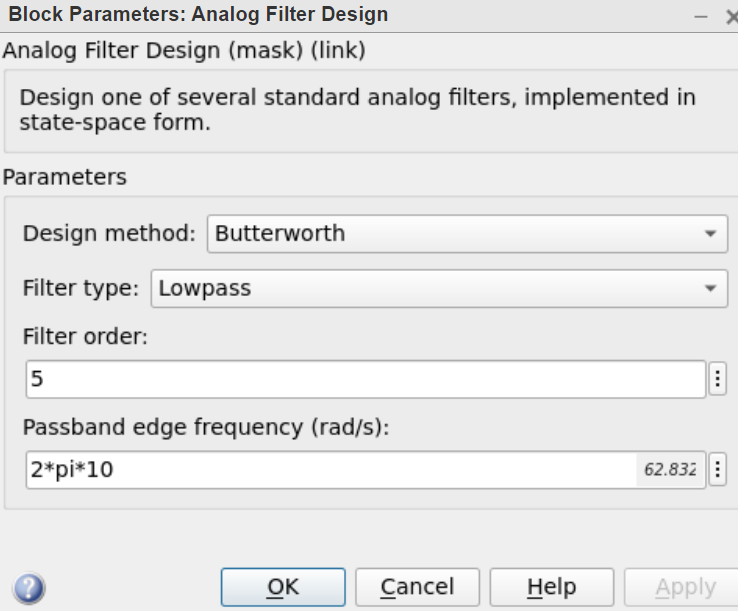 Block Parameters: Analog Filter Design
Analog Filter Design (mask) (link)
Design one of several standard analog filters, implemented in
state-space form.
Parameters
Design method: Butterworth
Filter type: Lowpass
Filter order:
5
Passband edge frequency (rad/s):
2*pi*10 62.832
OK Cancel Help Apply